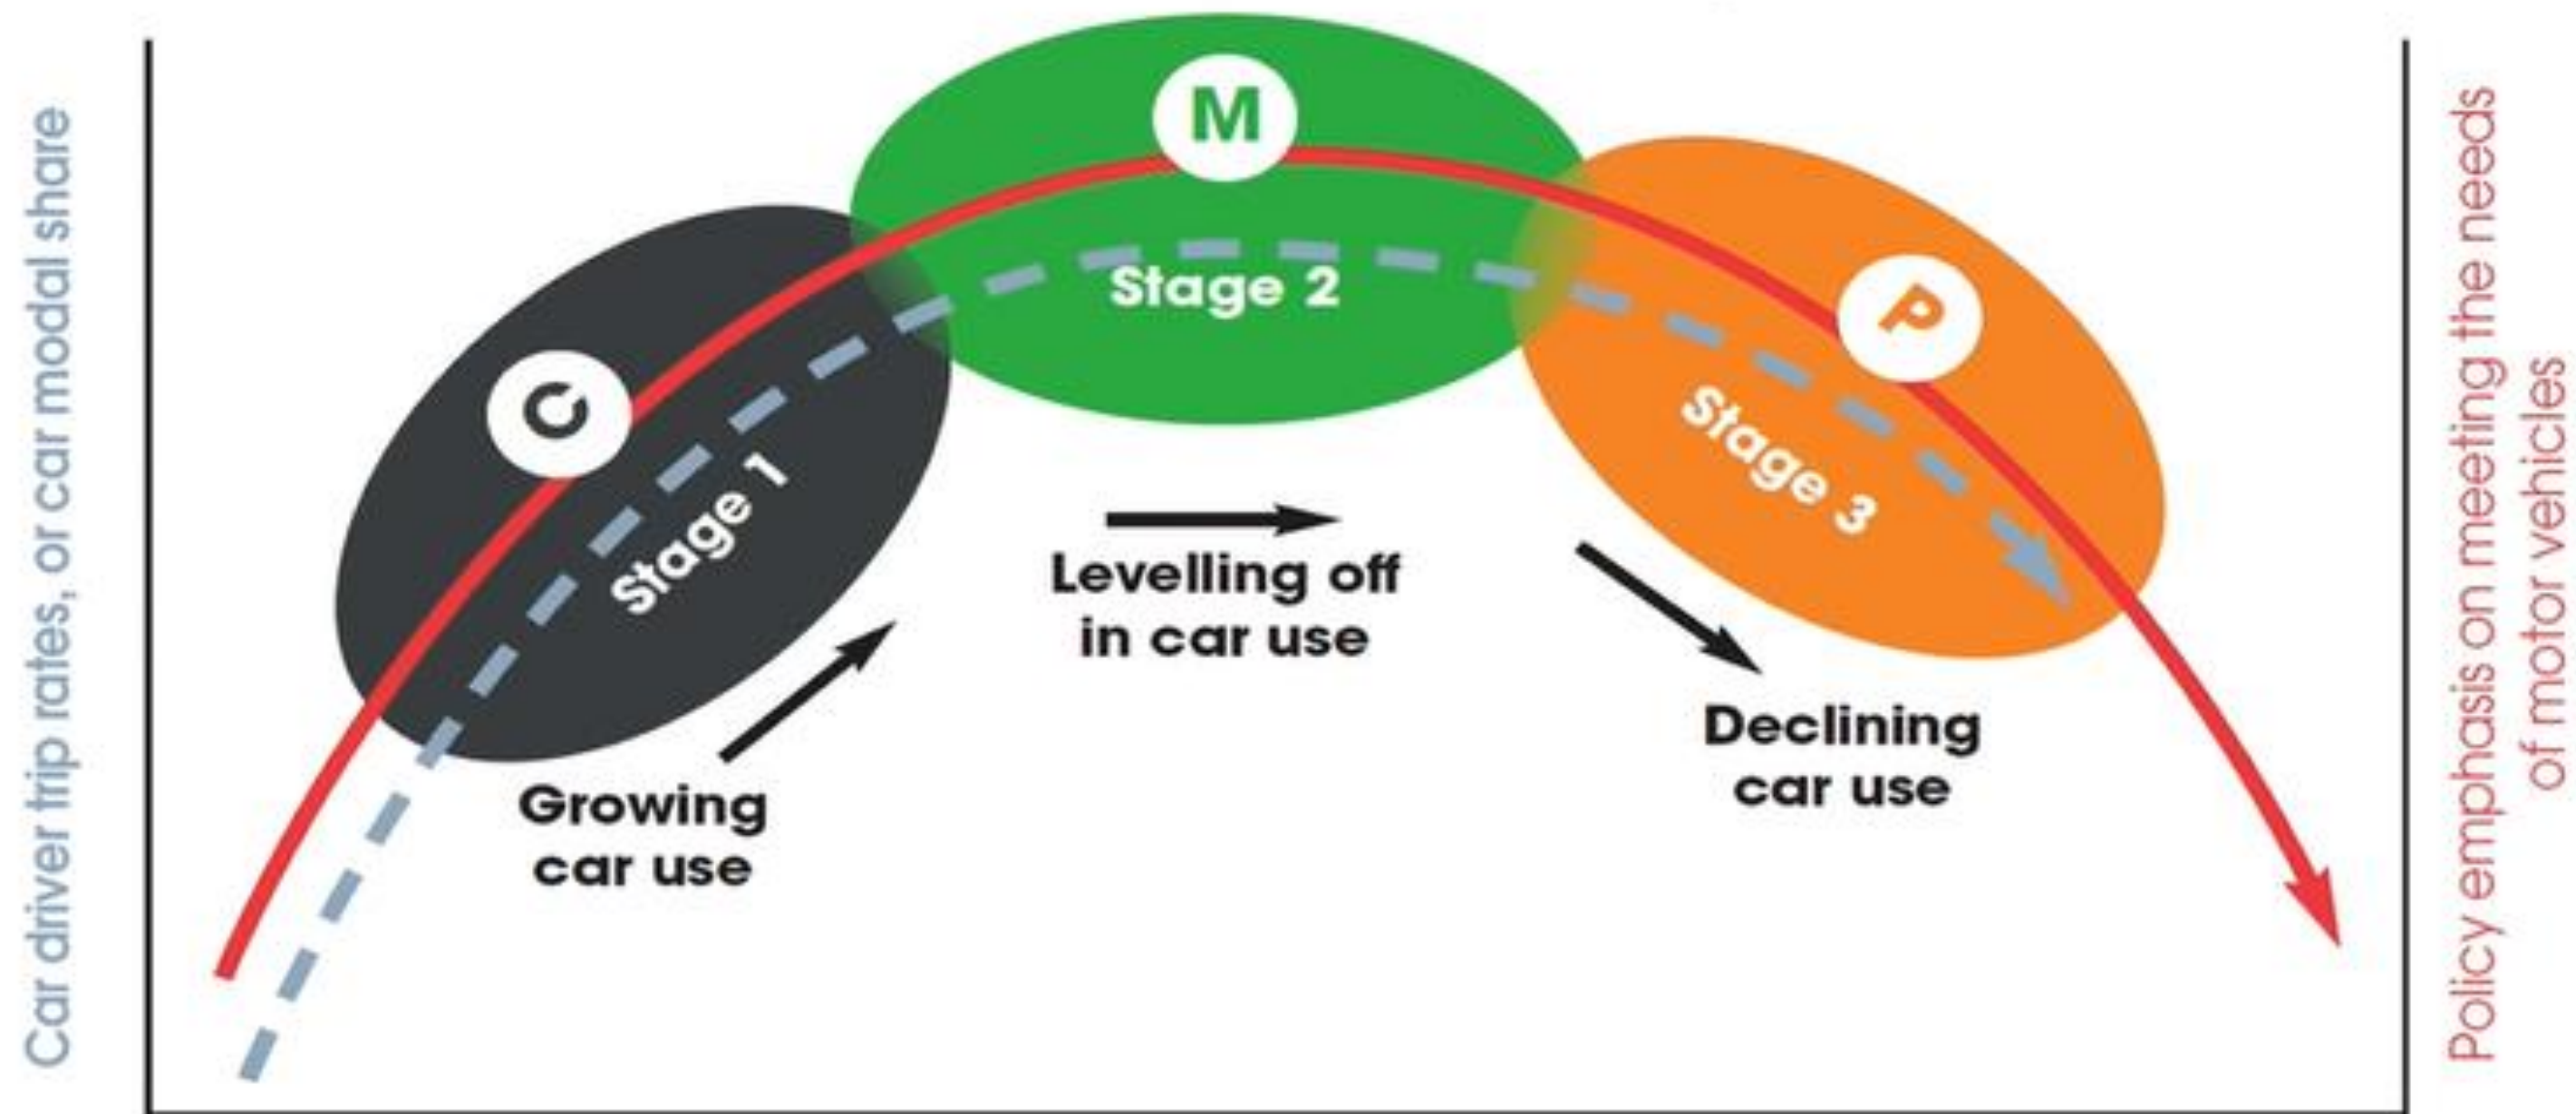 Car driver trip rates, or car modal share
C
Stage 1
Growing
car use
M
Stage 2
Levelling off
in car use
P
Stage 3
Declining
car use
Policy emphasis on meeting the needs
of motor vehicles